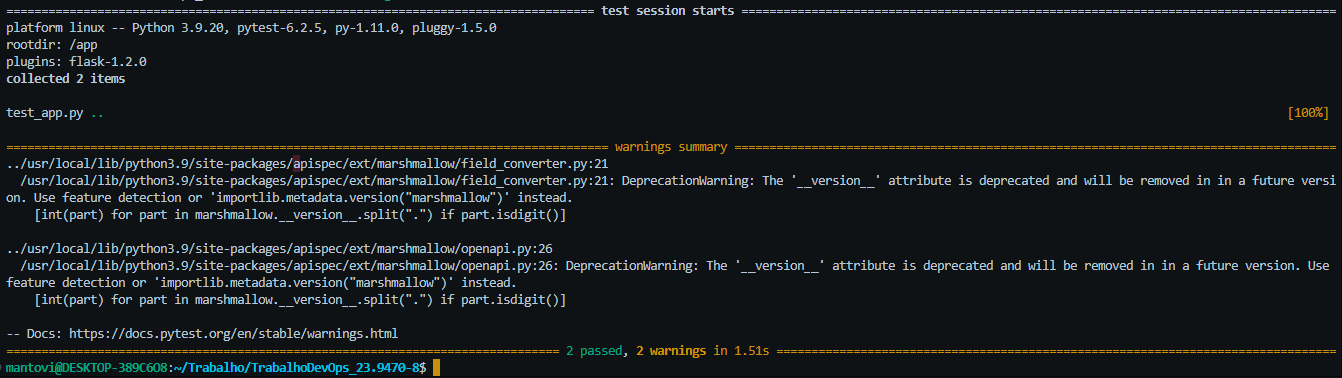 ============================= test session starts =============================
platform linux -- Python 3.9.20, pytest-6.2.5, py-1.11.0, pluggy-1.5.0
rootdir: /app
plugins: flask-1.2.0
collected 2 items
test_app.py .. [100%]
============================= warnings summary =============================
../usr/local/lib/python3.9/site-packages/apispec/ext/marshmallow/field_converter.py:21
/usr/local/lib/python3.9/site-packages/apispec/ext/marshmallow/field_converter.py:21: DeprecationWarning: The '__version__' attribute is deprecated and will be removed in in a future versi
on. Use feature detection or 'importlib.metadata.version("marshmallow")' instead.
[int(part) for part in marshmallow.__version__.split(".") if part.isdigit()]
../usr/local/lib/python3.9/site-packages/apispec/ext/marshmallow/openapi.py:26
/usr/local/lib/python3.9/site-packages/apispec/ext/marshmallow/openapi.py:26: DeprecationWarning: The '__version__' attribute is deprecated and will be removed in in a future version. Use
feature detection or 'importlib.metadata.version("marshmallow")' instead.
[int(part) for part in marshmallow.__version__.split(".") if part.isdigit()]
-- Docs: https://docs.pytest.org/en/stable/warnings.html
============================= 2 passed, 2 warnings in 1.51s =============================
mantovi@DESKTOP-389C6O8:~/Trabalho/TrabalhoDevOps_23.9470-8$